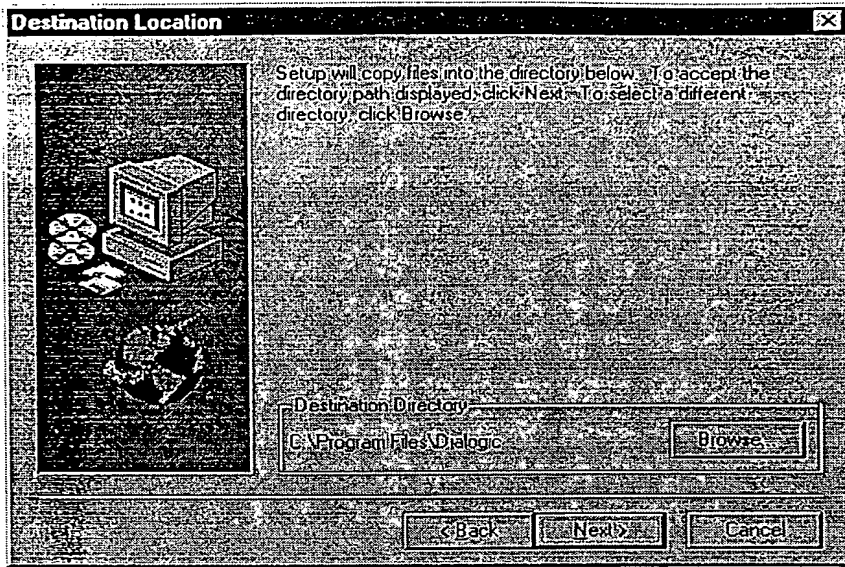 Destination Location
Setup will copy files into the directory below. To accept the
directory path displayed, click Next. To select a different
directory, click Browse.
Destination Directory
C:\Program Files\Dialogic
Browse...
< Back
Next >
Cancel